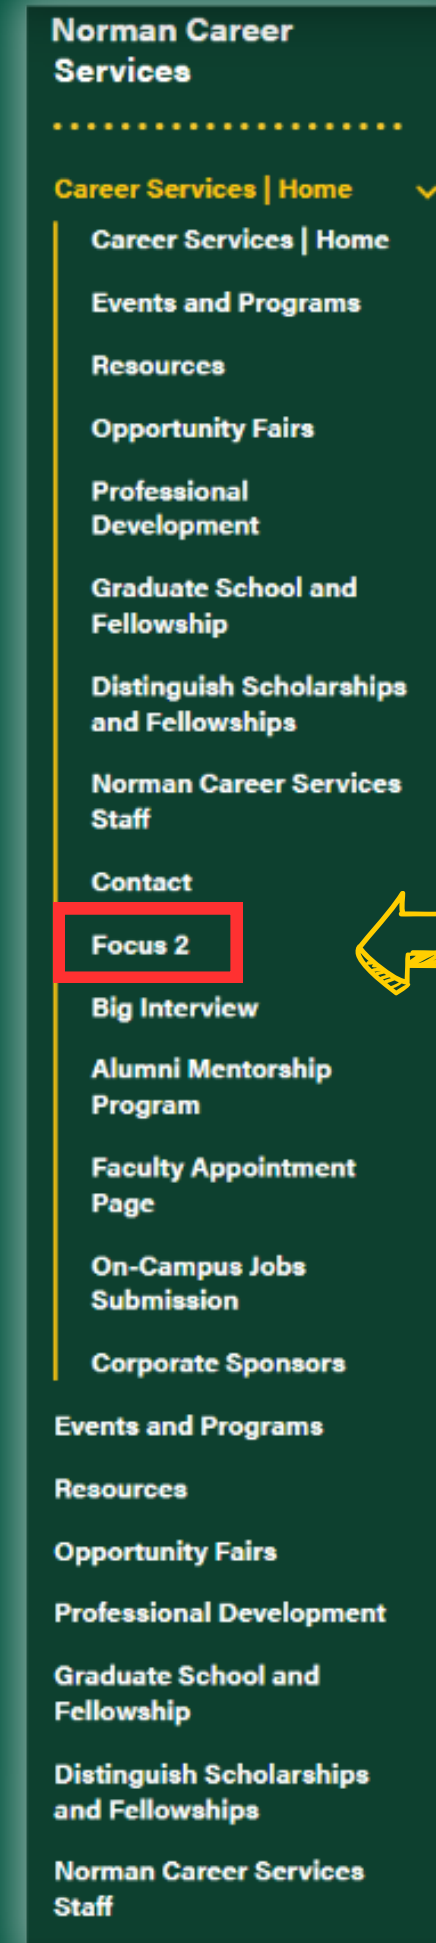 Norman Career
Services
Career Services | Home
Career Services | Home
Events and Programs
Resources
Opportunity Fairs
Professional
Development
Graduate School and
Fellowship
Distinguish Scholarships
and Fellowships
Norman Career Services
Staff
Contact
Focus 2
Big Interview
Alumni Mentorship
Program
Faculty Appointment
Page
On-Campus Jobs
Submission
Corporate Sponsors
Events and Programs
Resources
Opportunity Fairs
Professional Development
Graduate School and
Fellowship
Distinguish Scholarships
and Fellowships
Norman Career Services
Staff